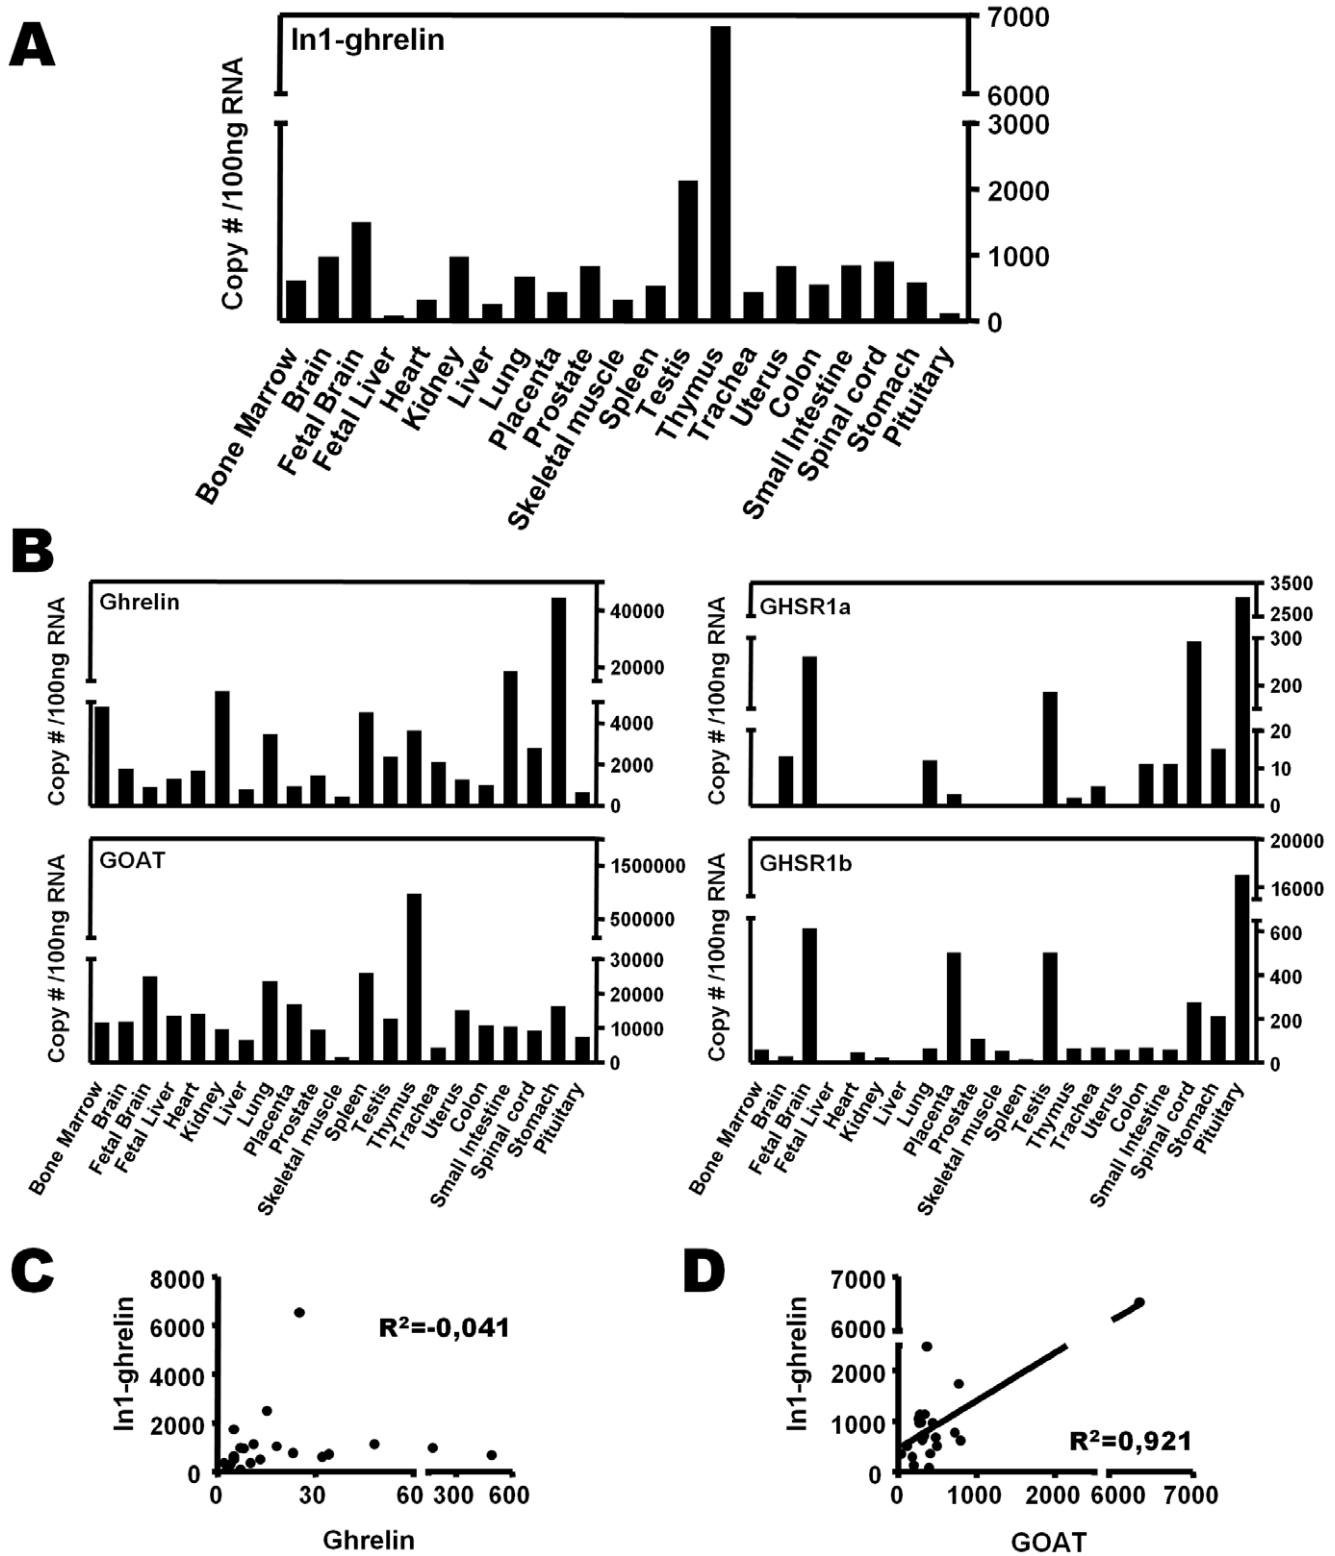 A
In1-ghrelin
Copy # /100ng RNA
7000
6000
3000
2000
1000
0
Bone Marrow
Brain
Fetal Brain
Fetal Liver
Heart
Kidney
Liver
Lung
Placenta
Prostate
Skeletal muscle
Spleen
Testis
Thymus
Trachea
Uterus
Colon
Small Intestine
Spinal cord
Stomach
Pituitary
B
Ghrelin
Copy # /100ng RNA
40000
20000
4000
2000
0
GHSR1a
Copy # /100ng RNA
3500
2500
300
200
20
10
0
GOAT
Copy # /100ng RNA
1500000
500000
30000
20000
10000
0
Bone Marrow
Brain
Fetal Brain
Fetal Liver
Heart
Kidney
Liver
Lung
Placenta
Prostate
Skeletal muscle
Spleen
Testis
Thymus
Trachea
Uterus
Colon
Small Intestine
Spinal cord
Stomach
Pituitary
GHSR1b
Copy # /100ng RNA
20000
16000
600
400
200
0
Bone Marrow
Brain
Fetal Brain
Fetal Liver
Heart
Kidney
Liver
Lung
Placenta
Prostate
Skeletal muscle
Spleen
Testis
Thymus
Trachea
Uterus
Colon
Small Intestine
Spinal cord
Stomach
Pituitary
C
In1-ghrelin
8000
6000
4000
2000
0
R²=-0,041
0 30 60 300 600
Ghrelin
D
In1-ghrelin
7000
6000
2000
1000
0
R²=0,921
0 1000 2000 6000 7000
GOAT